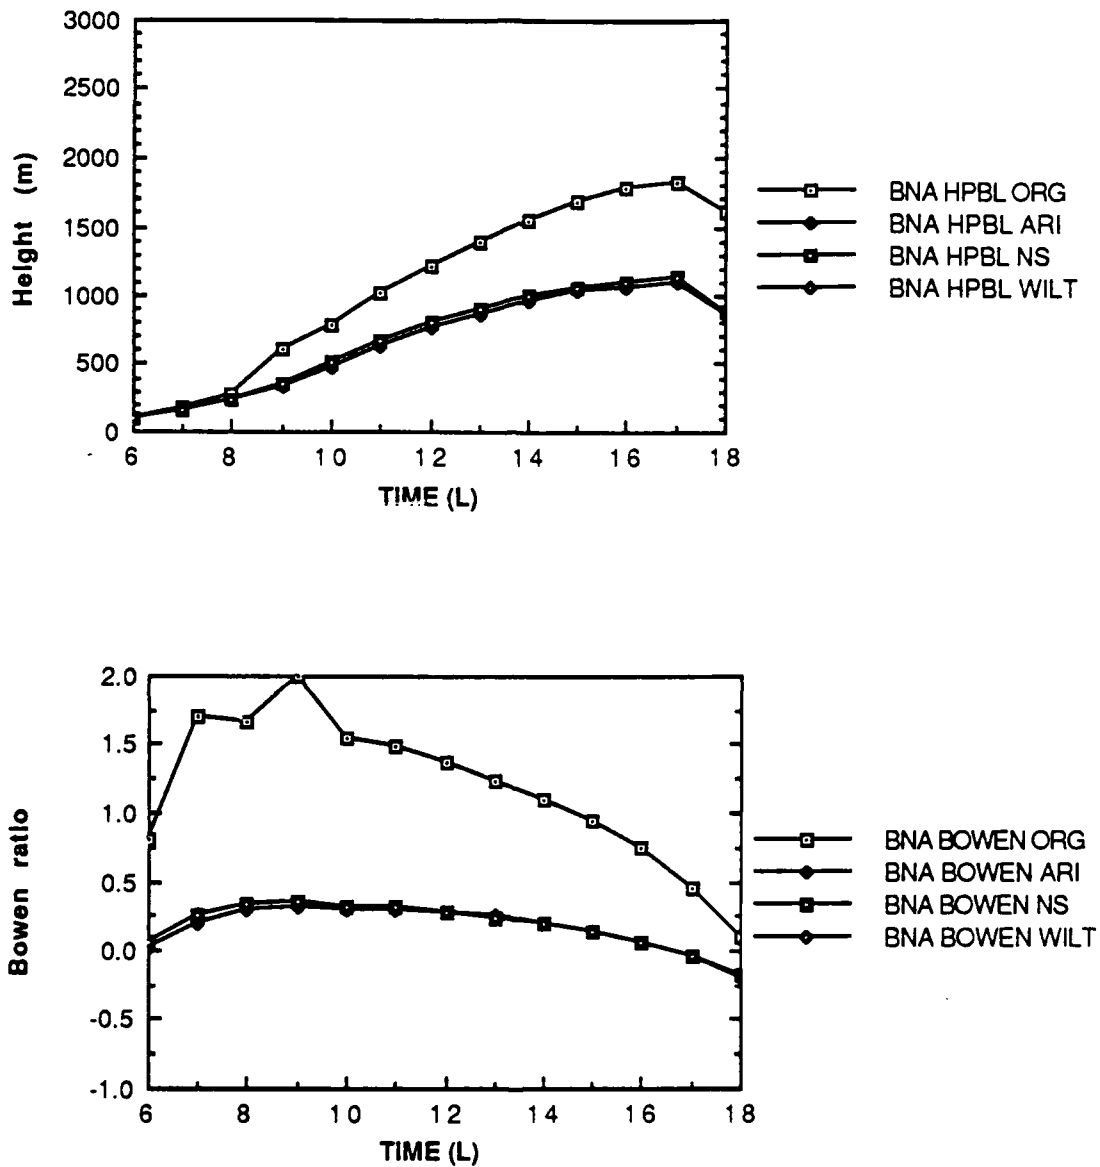 3000
2500
2000
1500
1000
500
0
Height (m)
6 8 10 12 14 16 18
TIME (L)
BNA HPBL ORG
BNA HPBL ARI
BNA HPBL NS
BNA HPBL WILT
2.0
1.5
1.0
0.5
0.0
-0.5
-1.0
Bowen ratio
6 8 10 12 14 16 18
TIME (L)
BNA BOWEN ORG
BNA BOWEN ARI
BNA BOWEN NS
BNA BOWEN WILT